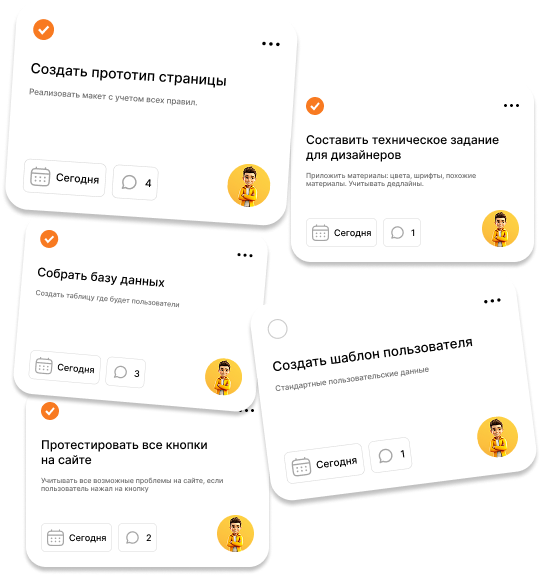 Создать прототип страницы
Реализовать макет с учетом всех правил.
Сегодня
4
Составить техническое задание
для дизайнеров
Приложить материалы: цвета, шрифты, похожие
материалы. Учитывать дедлайны.
Сегодня
1
Собрать базу данных
Создать таблицу где будет пользователи
Сегодня
3
Создать шаблон пользователя
Стандартные пользовательские данные
Сегодня
1
Протестировать все кнопки
на сайте
Учитывать все возможные проблемы на сайте, если
пользователь нажал на кнопку
Сегодня
2